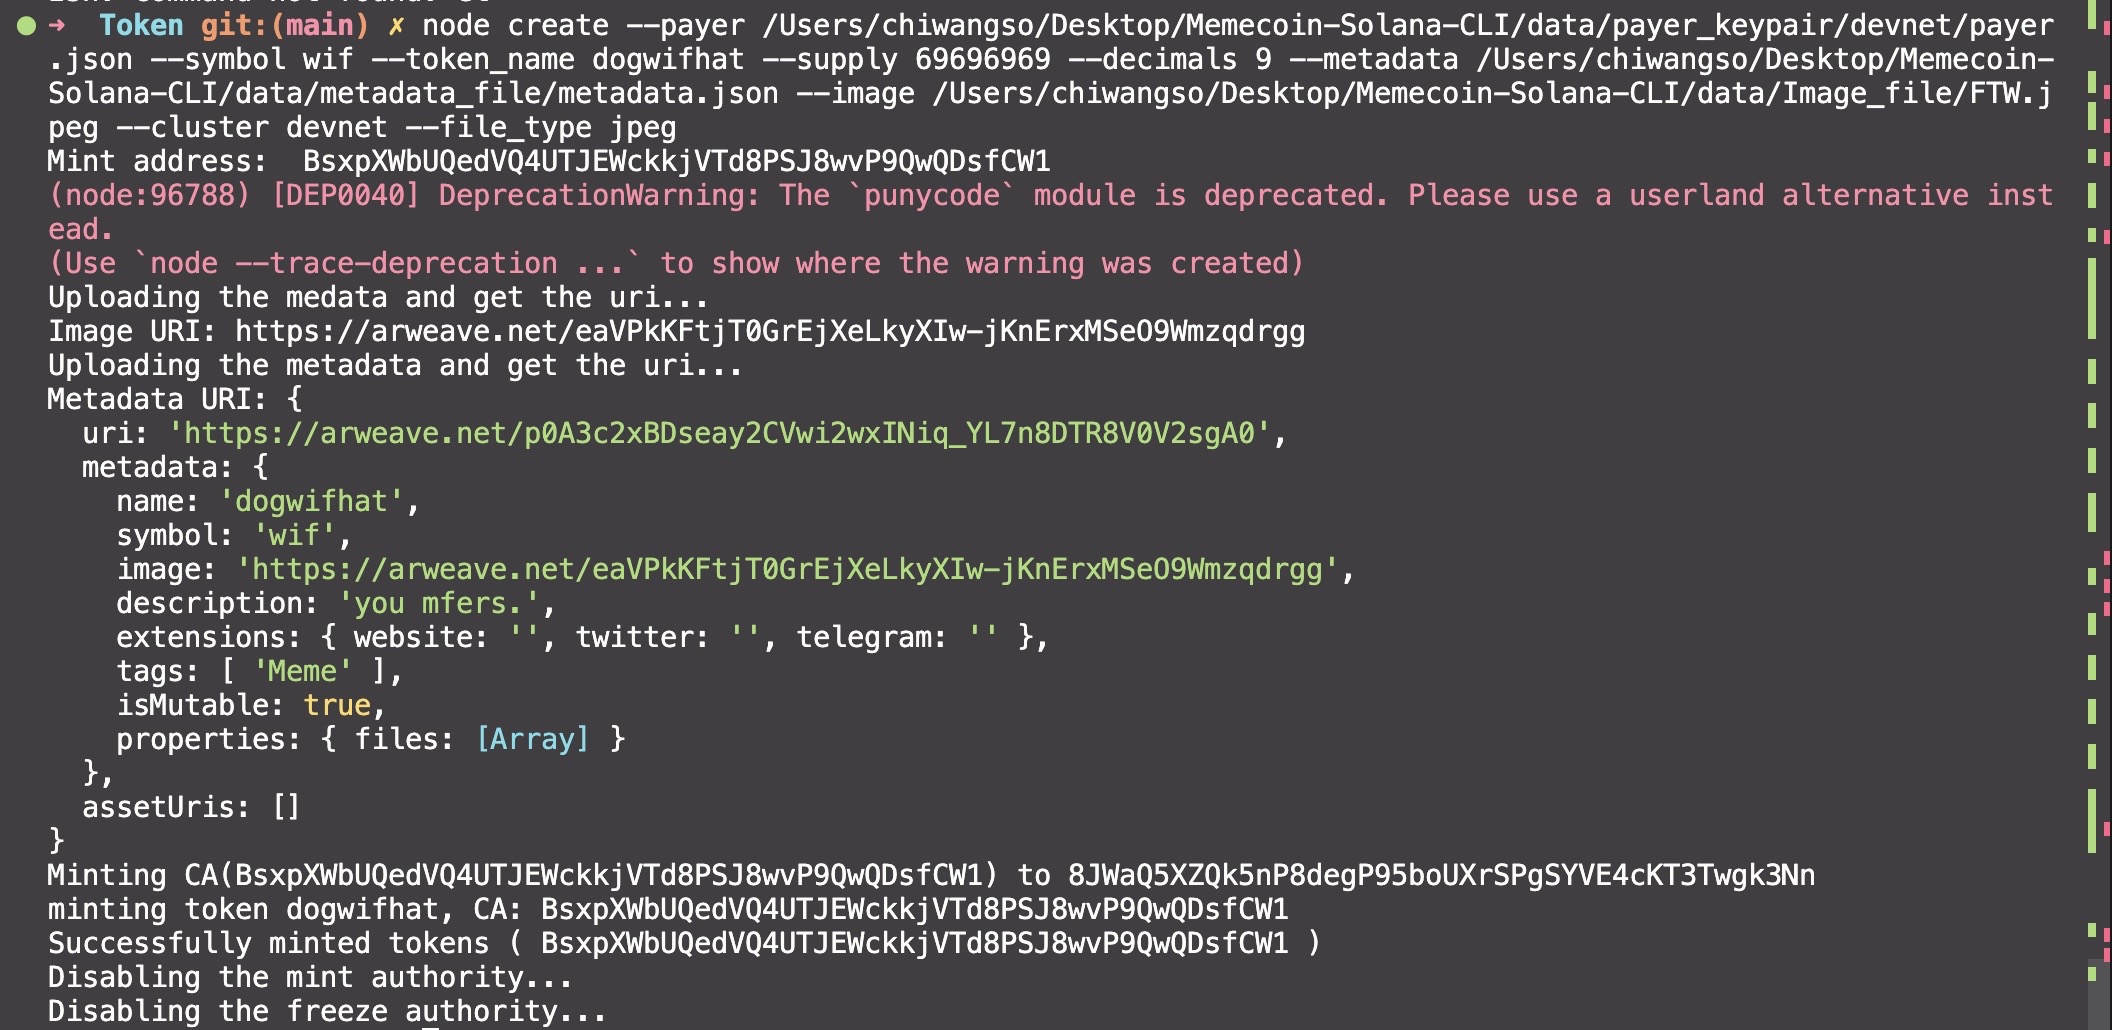 ➜  Token git:(main) ✗ node create --payer /Users/chiwangso/Desktop/Memecoin-Solana-CLI/data/payer_keypair/devnet/payer
.json --symbol wif --token_name dogwifhat --supply 69696969 --decimals 9 --metadata /Users/chiwangso/Desktop/Memecoin-
Solana-CLI/data/metadata_file/metadata.json --image /Users/chiwangso/Desktop/Memecoin-Solana-CLI/data/Image_file/FTW.j
peg --cluster devnet --file_type jpeg
Mint address:  BsxpXWbUQedVQ4UTJEWckkjVTd8PSJ8wvP9QwQDsfCW1
(node:96788) [DEP0040] DeprecationWarning: The `punycode` module is deprecated. Please use a userland alternative inst
ead.
(Use `node --trace-deprecation ...` to show where the warning was created)
Uploading the medata and get the uri...
Image URI: https://arweave.net/eaVPkKFtjT0GrEjXeLkyXIw-jKnErxMSeO9Wmzqdrgg
Uploading the metadata and get the uri...
Metadata URI: {
  uri: 'https://arweave.net/p0A3c2xBDseay2CVwi2wxINiq_YL7n8DTR8V0V2sgA0',
  metadata: {
    name: 'dogwifhat',
    symbol: 'wif',
    image: 'https://arweave.net/eaVPkKFtjT0GrEjXeLkyXIw-jKnErxMSeO9Wmzqdrgg',
    description: 'you mfers.',
    extensions: { website: '', twitter: '', telegram: '' },
    tags: [ 'Meme' ],
    isMutable: true,
    properties: { files: [Array] }
  },
  assetUris: []
}
Minting CA(BsxpXWbUQedVQ4UTJEWckkjVTd8PSJ8wvP9QwQDsfCW1) to 8JWaQ5XZQk5nP8degP95boUXrSPgSYVE4cKT3Twgk3Nn
minting token dogwifhat, CA: BsxpXWbUQedVQ4UTJEWckkjVTd8PSJ8wvP9QwQDsfCW1
Successfully minted tokens ( BsxpXWbUQedVQ4UTJEWckkjVTd8PSJ8wvP9QwQDsfCW1 )
Disabling the mint authority...
Disabling the freeze authority...